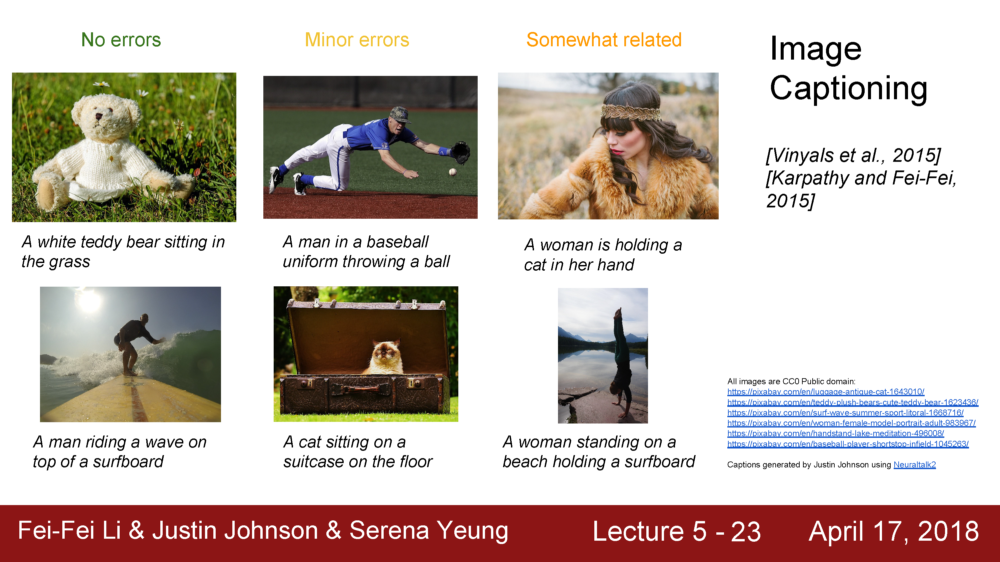 No errors
Minor errors
Somewhat related
Image
Captioning
[Vinyals et al., 2015]
[Karpathy and Fei-Fei,
2015]
A white teddy bear sitting in
the grass
A man in a baseball
uniform throwing a ball
A woman is holding a
cat in her hand
A man riding a wave on
top of a surfboard
A cat sitting on a
suitcase on the floor
A woman standing on a
beach holding a surfboard
All images are CC0 Public domain:
https://pixabay.com/en/luggage-antique-cat-1643010/
https://pixabay.com/en/teddy-plush-bears-cute-teddy-bear-1623436/
https://pixabay.com/en/surf-wave-summer-sport-litoral-1668716/
https://pixabay.com/en/woman-female-model-portrait-adult-983967/
https://pixabay.com/en/handstand-lake-meditation-496008/
https://pixabay.com/en/baseball-player-shortstop-infield-1045263/
Captions generated by Justin Johnson using Neuraltalk2
Fei-Fei Li & Justin Johnson & Serena Yeung
Lecture 5 - 23
April 17, 2018